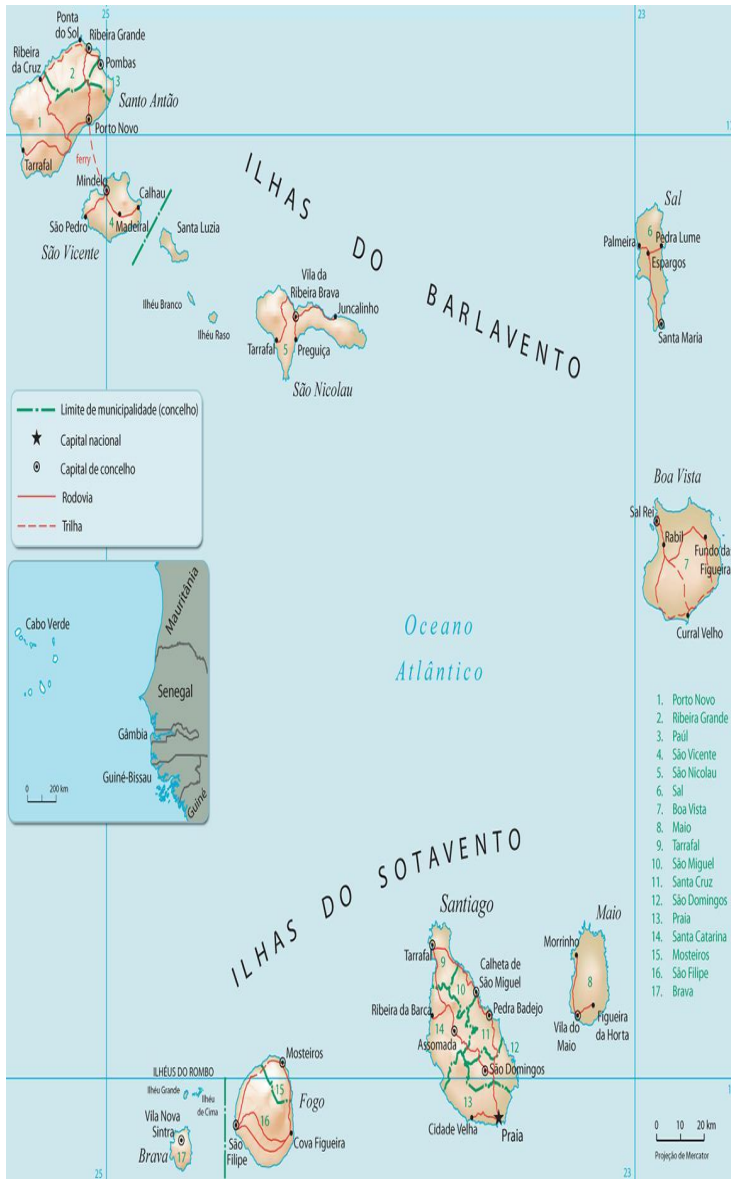 25
23
Ponta
do Sol
Ribeira Grande
Ribeira
da Cruz
Pombas
2
3
Santo Antão
1
Porto Novo
Tarrafal
ferry
Mindelo
Calhau
São Pedro
4
Madeiral
São Vicente
Santa Luzia
Ilhéu Branco
Ilhéu Raso
ILHAS DO BARLAVENTO
Vila da
Ribeira Brava
Juncalinho
Tarrafal
5
Preguiça
São Nicolau
Sal
6
Palmeira
Pedra Lume
Espargos
Santa Maria
Limite de municipalidade (concelho)
Capital nacional
Capital de concelho
Rodovia
Trilha
Boa Vista
Sal Rei
Rabil
Fundo das
Figueira
7
Curral Velho
Cabo Verde
Mauritânia
Senegal
Gâmbia
Guiné-Bissau
Guiné
0 200 km
Oceano
Atlântico
1. Porto Novo
2. Ribeira Grande
3. Paúl
4. São Vicente
5. São Nicolau
6. Sal
7. Boa Vista
8. Maio
9. Tarrafal
10. São Miguel
11. Santa Cruz
12. São Domingos
13. Praia
14. Santa Catarina
15. Mosteiros
16. São Filipe
17. Brava
ILHAS DO SOTAVENTO
Santiago
Maio
Tarrafal
9
Calheta de
São Miguel
10
Ribeira da Barca
Pedra Badejo
14
11
Assomada
12
São Domingos
13
Cidade Velha
Praia
Morrinho
8
Vila do
Maio
Figueira
da Horta
ILHÉUS DO ROMBO
Ilhéu Grande
Ilhéu
de Cima
Vila Nova
Sintra
Brava
17
Mosteiros
15
Fogo
16
São
Filipe
Cova Figueira
0 10 20 km
Projeção de Mercator
25
23